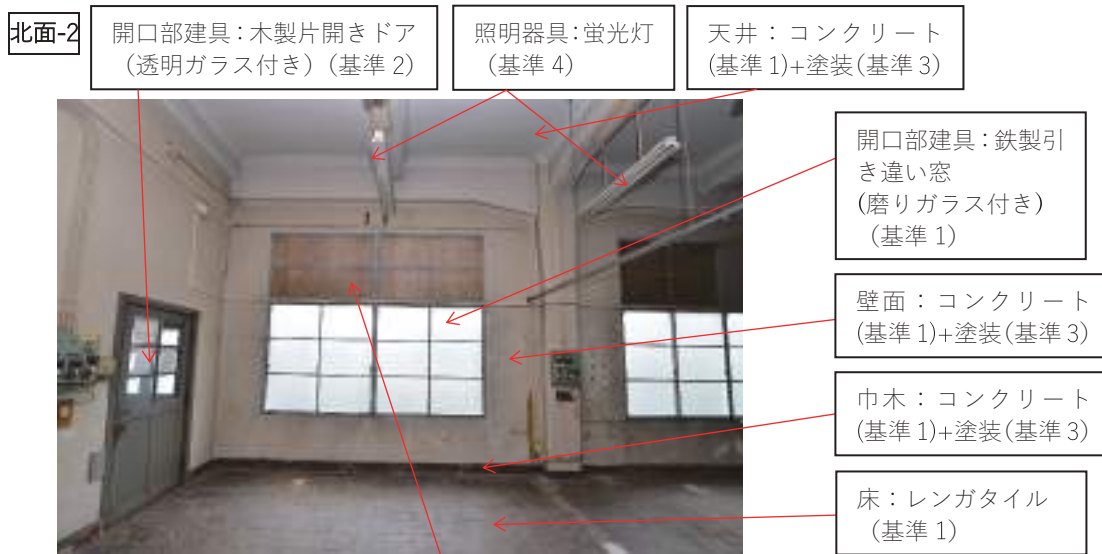 北面-2
開口部建具：木製片開きドア
（透明ガラス付き）（基準 2）
照明器具：蛍光灯
（基準 4）
天井：コンクリート
(基準 1)+塗装(基準 3)
開口部建具：鉄製引
き違い窓
(磨りガラス付き)
（基準 1）
壁面：コンクリート
(基準 1)+塗装(基準 3)
巾木：コンクリート
(基準 1)+塗装(基準 3)
床：レンガタイル
（基準 1）